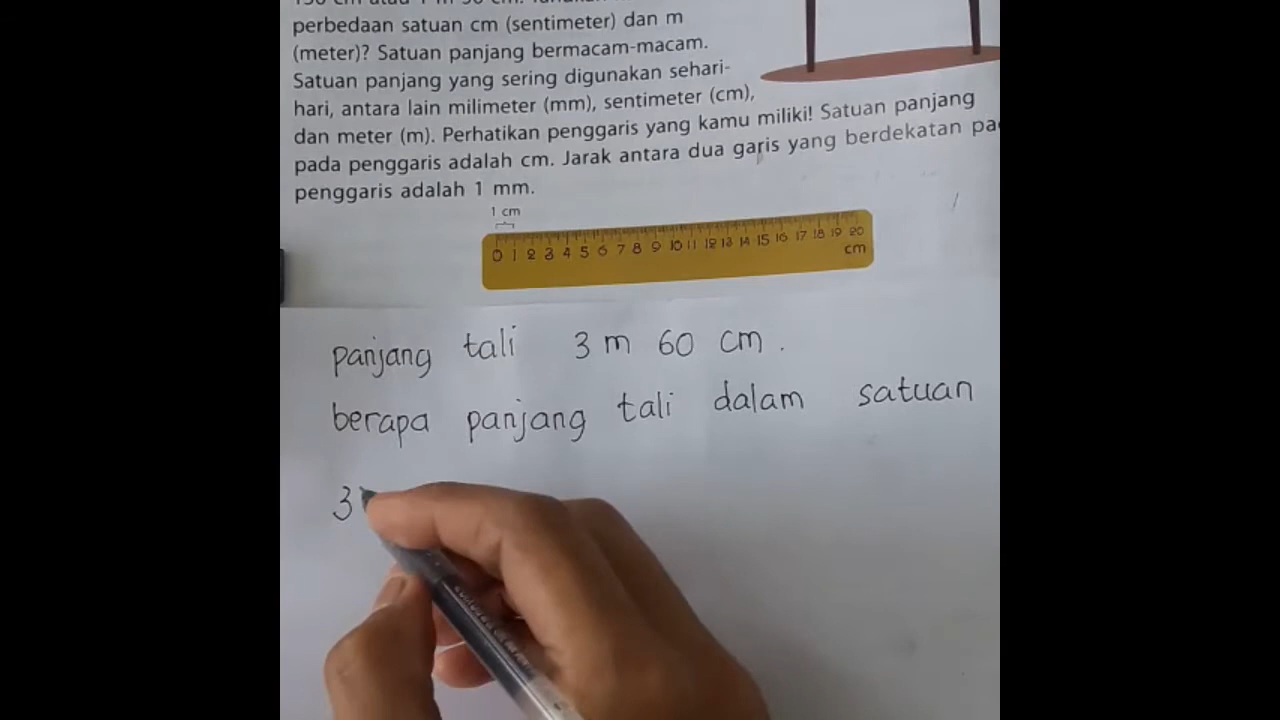 perbedaan satuan cm (sentimeter) dan m
(meter)? Satuan panjang bermacam-macam.
Satuan panjang yang sering digunakan sehari-
hari, antara lain milimeter (mm), sentimeter (cm),
dan meter (m). Perhatikan penggaris yang kamu miliki! Satuan panjang
pada penggaris adalah cm. Jarak antara dua garis yang berdekatan
penggaris adalah 1 mm.
1 cm
0 1 2 3 4 5 6 7 8 9 10 11 12 13 14 15 16 17 18 19 20
cm
panjang tali 3 m 60 cm.
berapa panjang tali dalam satuan
3